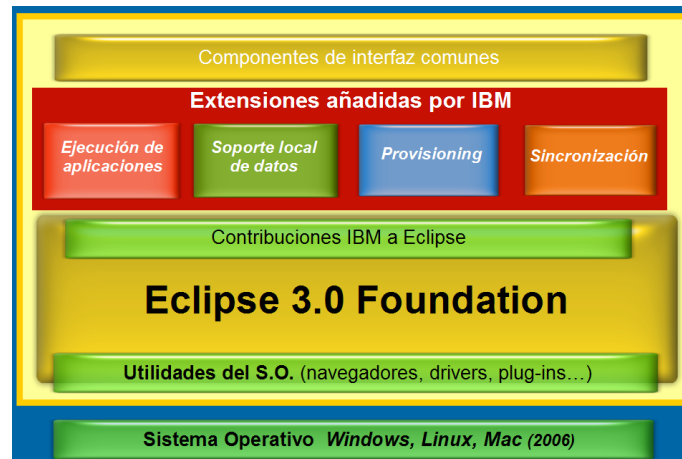 Componentes de interfaz comunes
Extensiones añadidas por IBM
Ejecución de
aplicaciones
Soporte local
de datos
Provisioning
Sincronización
Contribuciones IBM a Eclipse
Eclipse 3.0 Foundation
Utilidades del S.O. (navegadores, drivers, plug-ins…)
Sistema Operativo Windows, Linux, Mac (2006)